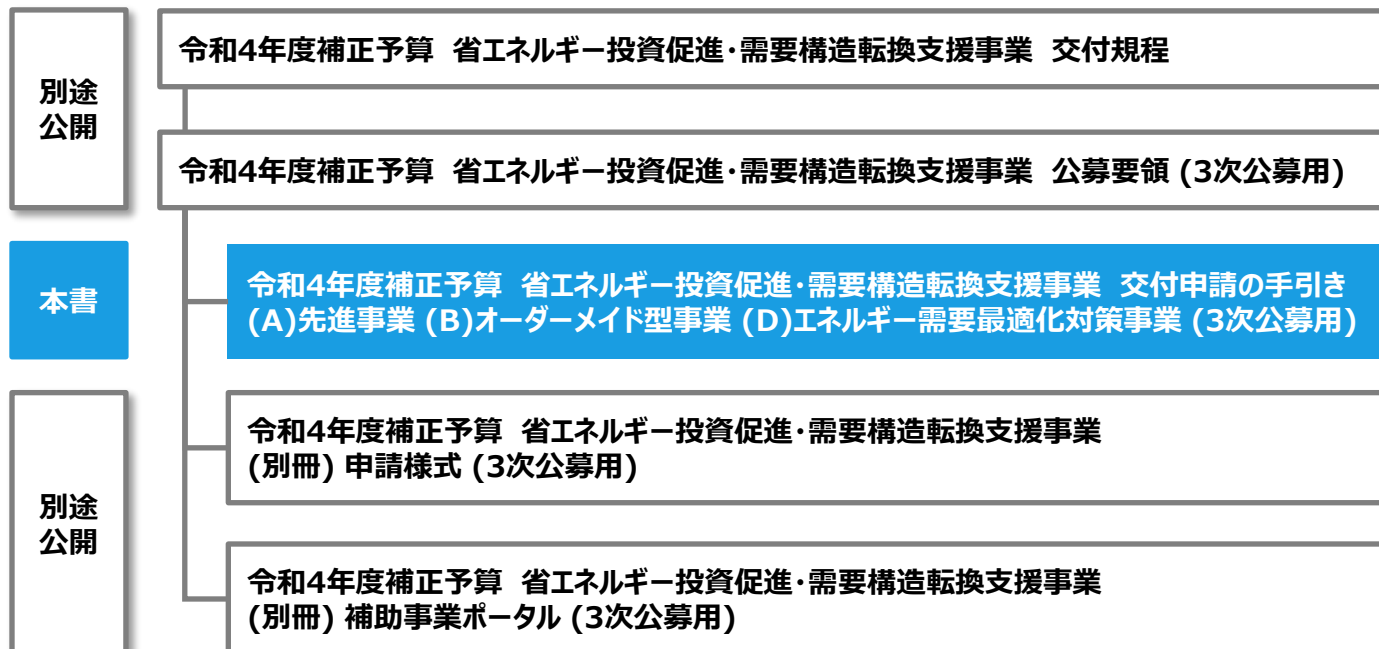 別途
公開
令和4年度補正予算 省エネルギー投資促進・需要構造転換支援事業 交付規程
令和4年度補正予算 省エネルギー投資促進・需要構造転換支援事業 公募要領 (3次公募用)
本書
令和4年度補正予算 省エネルギー投資促進・需要構造転換支援事業 交付申請の手引き
(A)先進事業 (B)オーダーメイド型事業 (D)エネルギー需要最適化対策事業 (3次公募用)
別途
公開
令和4年度補正予算 省エネルギー投資促進・需要構造転換支援事業
(別冊) 申請様式 (3次公募用)
令和4年度補正予算 省エネルギー投資促進・需要構造転換支援事業
(別冊) 補助事業ポータル (3次公募用)